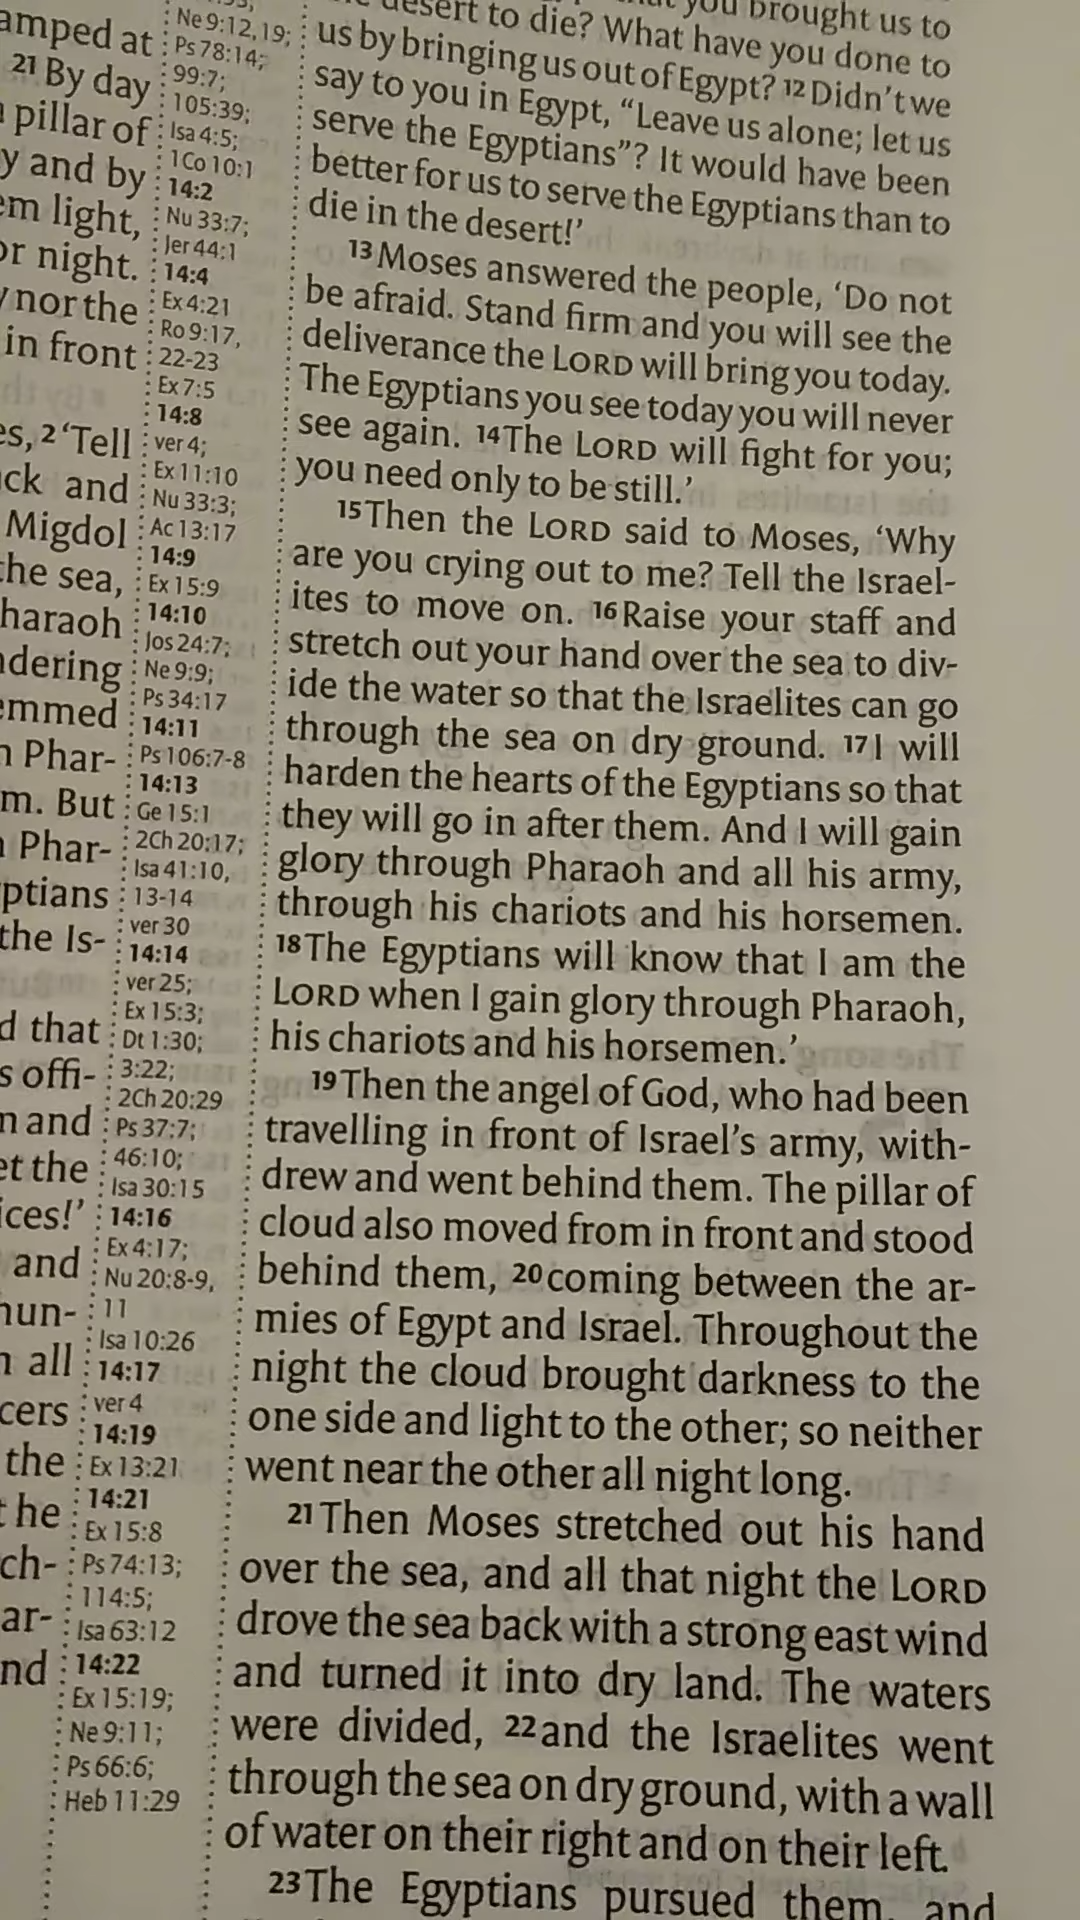 amped at
21 By day
pillar of
y and by
em light,
or night.
nor the
in front
es, 2 ‘Tell
ck and
Migdol
the sea,
haraoh
dering
emmed
n Phar-
m. But
n Phar-
ptians
the Is-
d that
s offi-
n and
et the
ices!’
and
hun-
n all
cers
the
he
ch-
ar-
nd
Ne 9:12, 19;
Ps 78:14;
99:7;
105:39;
Isa 4:5;
1Co 10:1
14:2
Nu 33:7;
Jer 44:1
14:4
Ex 4:21
Ro 9:17,
22-23
Ex 7:5
14:8
ver 4;
Ex 11:10
Nu 33:3;
Ac 13:17
14:9
Ex 15:9
14:10
Jos 24:7;
Ne 9:9;
Ps 34:17
14:11
Ps 106:7-8
14:13
Ge 15:1
2Ch 20:17;
Isa 41:10,
13-14
ver 30
14:14
ver 25;
Ex 15:3;
Dt 1:30;
3:22;
2Ch 20:29
Ps 37:7;
46:10;
Isa 30:15
14:16
Ex 4:17;
Nu 20:8-9,
11
Isa 10:26
14:17
ver 4
14:19
Ex 13:21
14:21
Ex 15:8
Ps 74:13;
114:5;
Isa 63:12
14:22
Ex 15:19;
Ne 9:11;
Ps 66:6;
Heb 11:29
you brought us to
desert to die? What have you done to
us by bringing us out of Egypt? 12 Didn’t we
say to you in Egypt, “Leave us alone; let us
serve the Egyptians”? It would have been
better for us to serve the Egyptians than to
die in the desert!’
13 Moses answered the people, ‘Do not
be afraid. Stand firm and you will see the
deliverance the LORD will bring you today.
The Egyptians you see today you will never
see again. 14 The LORD will fight for you;
you need only to be still.’
15 Then the LORD said to Moses, ‘Why
are you crying out to me? Tell the Israel-
ites to move on. 16 Raise your staff and
stretch out your hand over the sea to div-
ide the water so that the Israelites can go
through the sea on dry ground. 17 I will
harden the hearts of the Egyptians so that
they will go in after them. And I will gain
glory through Pharaoh and all his army,
through his chariots and his horsemen.
18 The Egyptians will know that I am the
LORD when I gain glory through Pharaoh,
his chariots and his horsemen.’
19 Then the angel of God, who had been
travelling in front of Israel’s army, with-
drew and went behind them. The pillar of
cloud also moved from in front and stood
behind them, 20 coming between the ar-
mies of Egypt and Israel. Throughout the
night the cloud brought darkness to the
one side and light to the other; so neither
went near the other all night long.
21 Then Moses stretched out his hand
over the sea, and all that night the LORD
drove the sea back with a strong east wind
and turned it into dry land. The waters
were divided, 22 and the Israelites went
through the sea on dry ground, with a wall
of water on their right and on their left.
23 The Egyptians pursued them, and